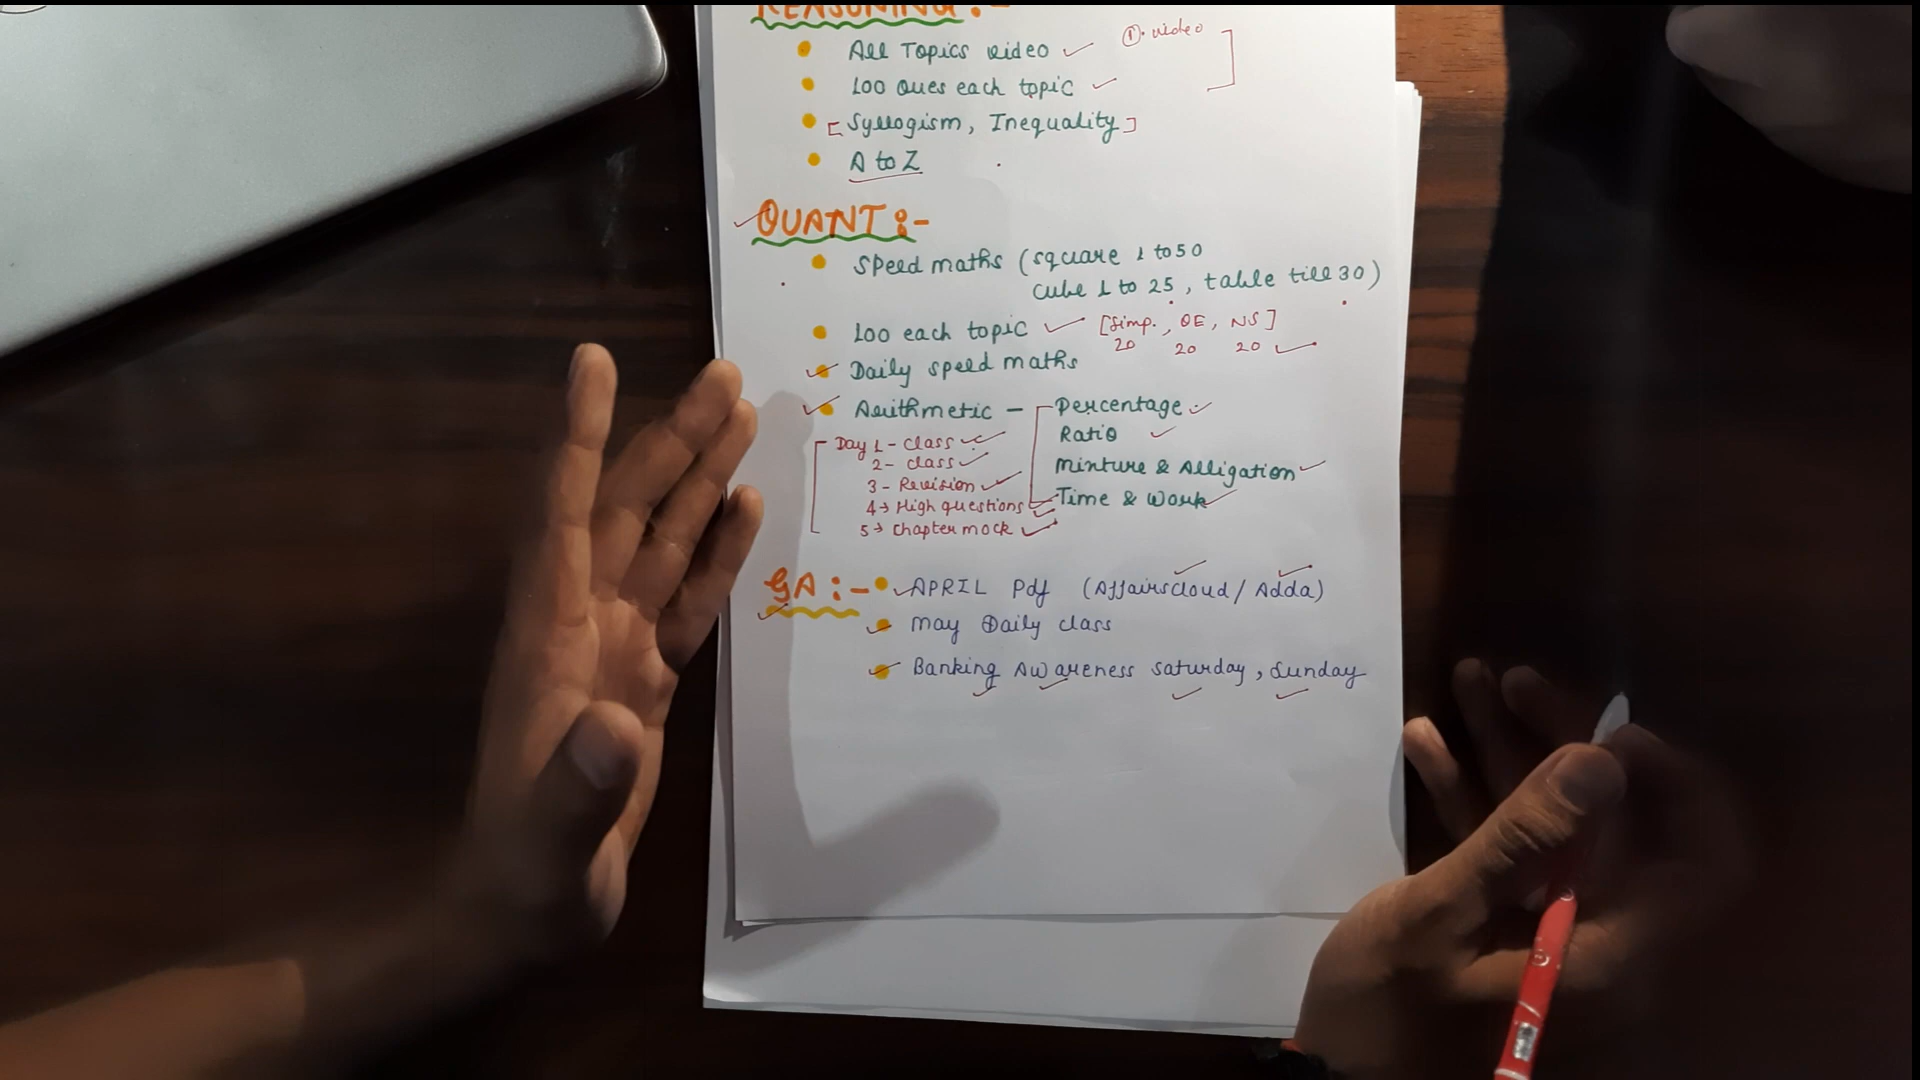 REASONING :-
All Topics video ①. video
100 Ques each topic
[Syllogism, Inequality]
A to Z
QUANT :-
Speed maths (square 1 to 50
cube 1 to 25, table till 30)
100 each topic [Simp., QE, NS]
20 20 20
Daily speed maths
Arithmetic - Percentage
Ratio
Mixture & Alligation
Time & Work
Day 1 - class
2 - class
3 - Revision
4 → High questions
5 → Chapter mock
GA :- APRIL Pdf (Affairscloud / Adda)
May Daily class
Banking Awareness Saturday, Sunday